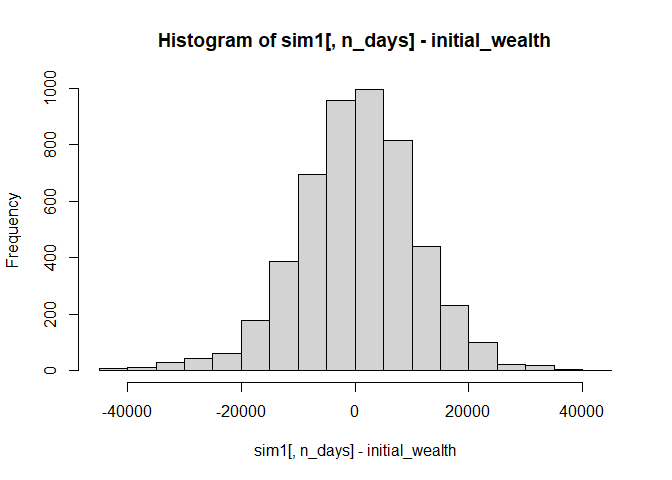 Histogram of sim1[, n_days] - initial_wealth
Frequency
1000
800
600
400
200
0
-40000 -20000 0 20000 40000
sim1[, n_days] - initial_wealth